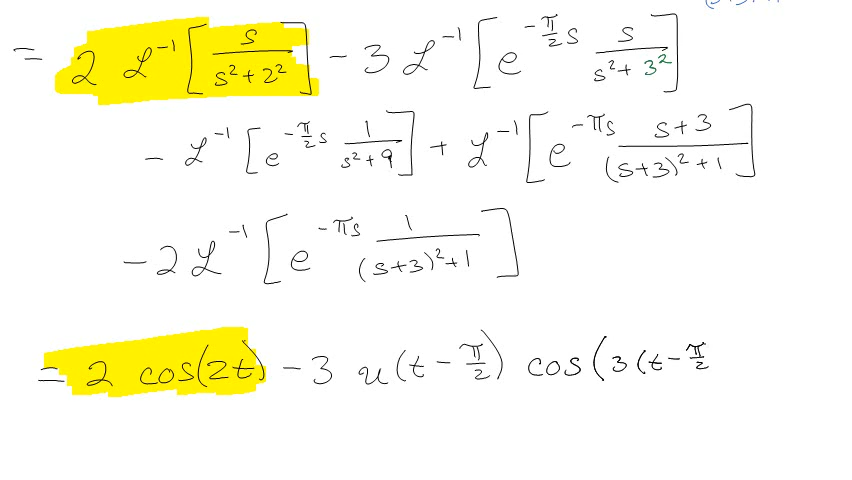 = 2 ℒ⁻¹[s/(s²+2²)] − 3 ℒ⁻¹[e^(−π/2 s) s/(s²+3²)]
− ℒ⁻¹[e^(−π/2 s) 1/(s²+9)] + ℒ⁻¹[e^(−πs) (s+3)/((s+3)²+1)]
− 2 ℒ⁻¹[e^(−πs) 1/((s+3)²+1)]
= 2 cos(2t) − 3 u(t − π/2) cos(3(t − π/2